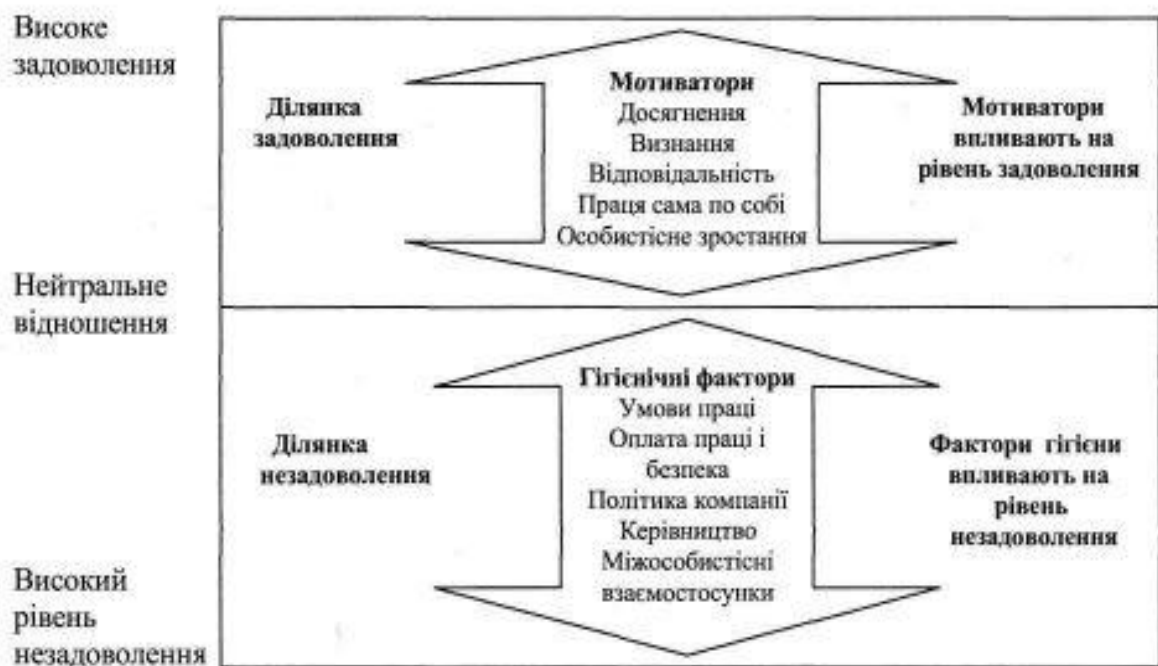 Високе
задоволення
Ділянка
задоволення
Мотиватори
Досягнення
Визнання
Відповідальність
Праця сама по собі
Особистісне зростання
Мотиватори
впливають на
рівень задоволення
Нейтральне
відношення
Ділянка
незадоволення
Гігієнічні фактори
Умови праці
Оплата праці і
безпека
Політика компанії
Керівництво
Міжособистісні
взаємостосунки
Фактори гігієни
впливають на
рівень
незадоволення
Високий
рівень
незадоволення